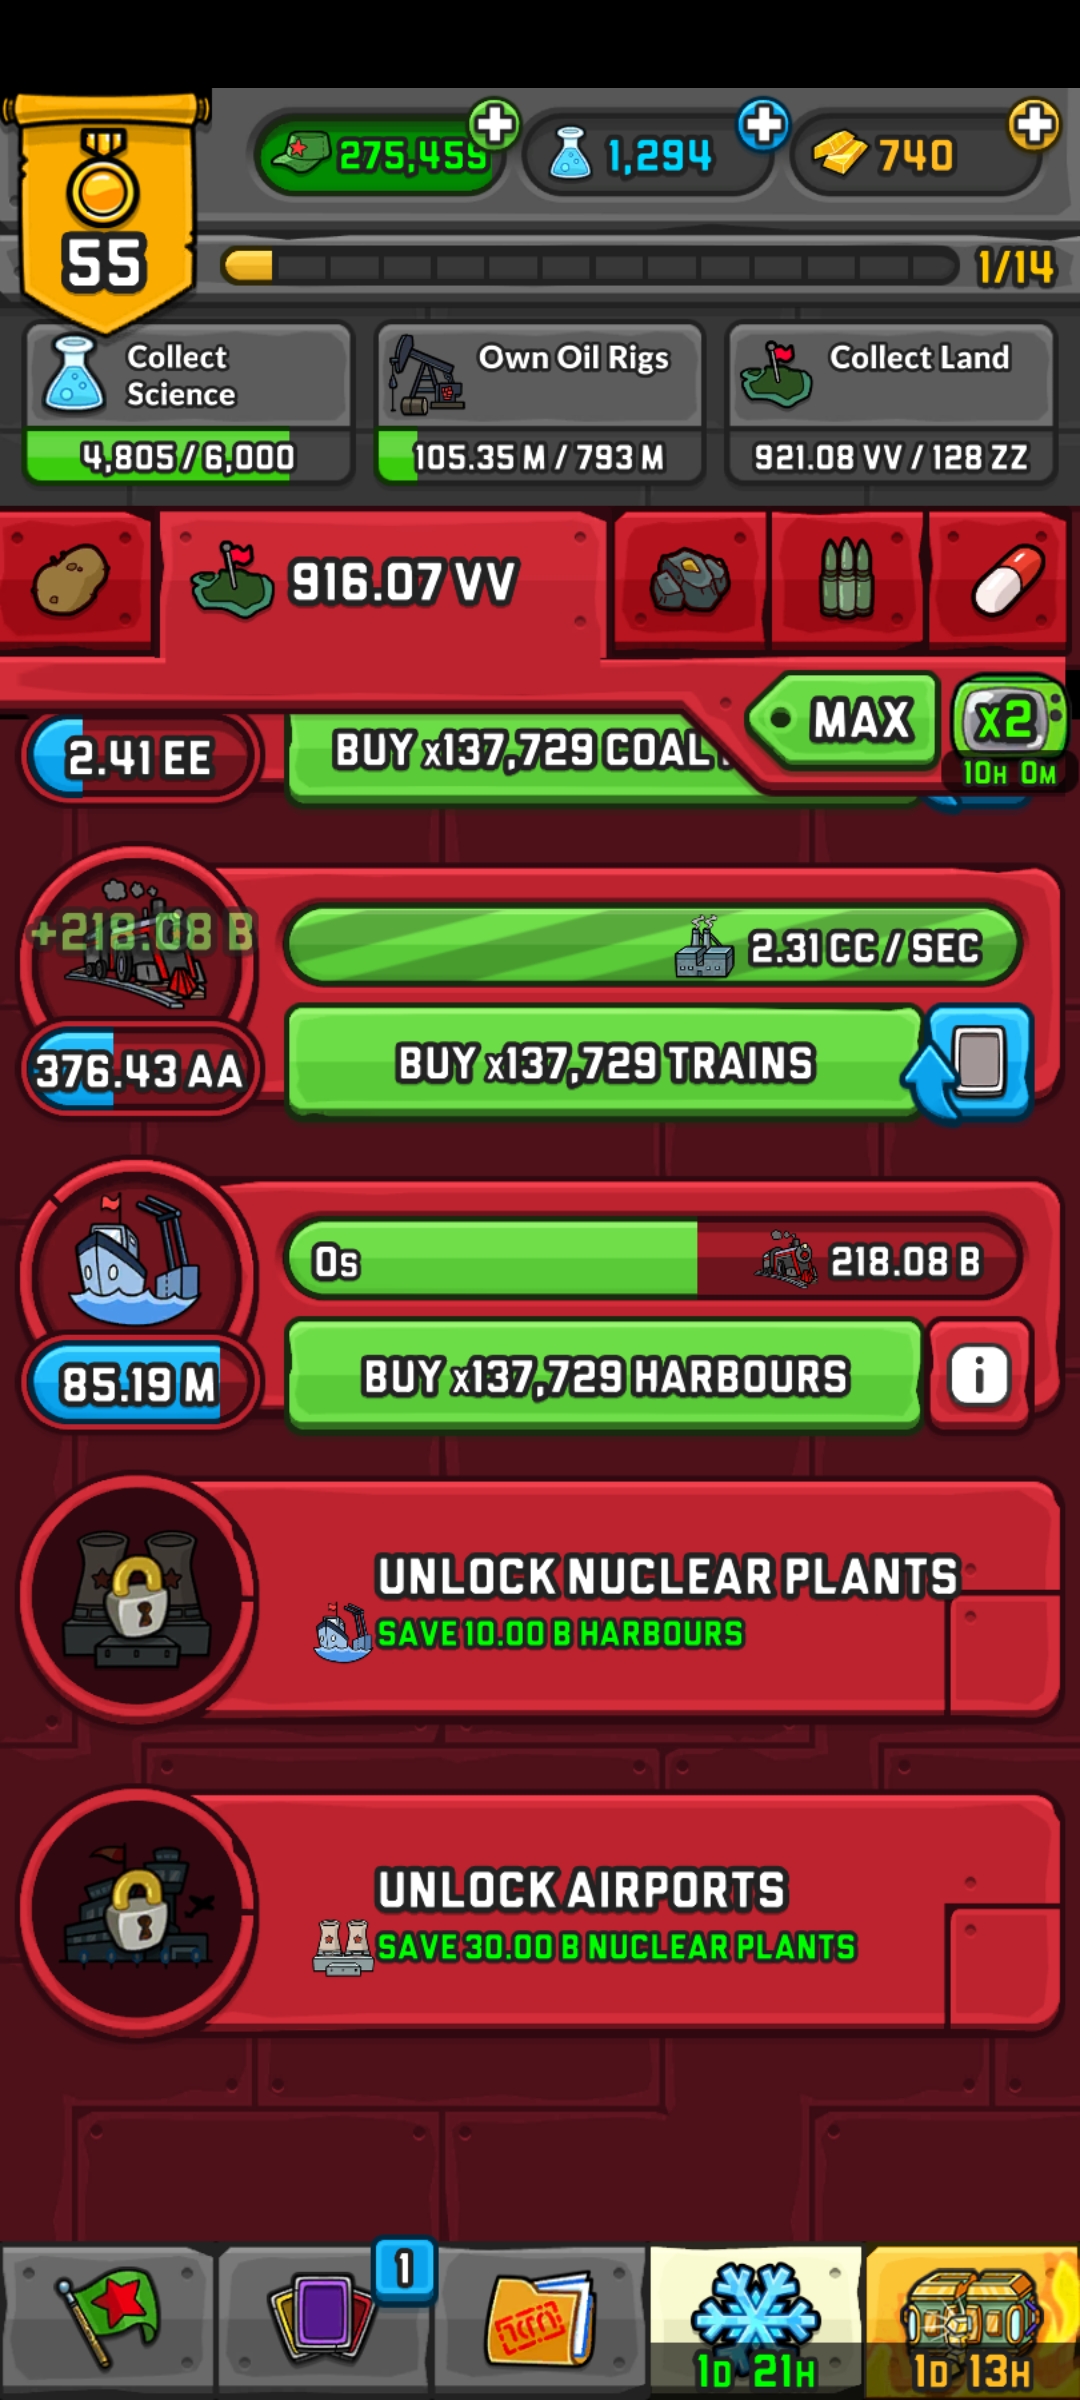 275,459
1,294
740
55
1/14
Collect
Science
4,805/6,000
Own Oil Rigs
105.35 M / 793 M
Collect Land
921.08 VV / 128 ZZ
916.07 VV
MAX
x2
10H 0M
2.41 EE
BUY x137,729 COAL
+218.08 B
2.31 CC / SEC
376.43 AA
BUY x137,729 TRAINS
0s
218.08 B
85.19 M
BUY x137,729 HARBOURS
i
UNLOCK NUCLEAR PLANTS
SAVE 10.00 B HARBOURS
UNLOCK AIRPORTS
SAVE 30.00 B NUCLEAR PLANTS
1
1D 21H
1D 13H